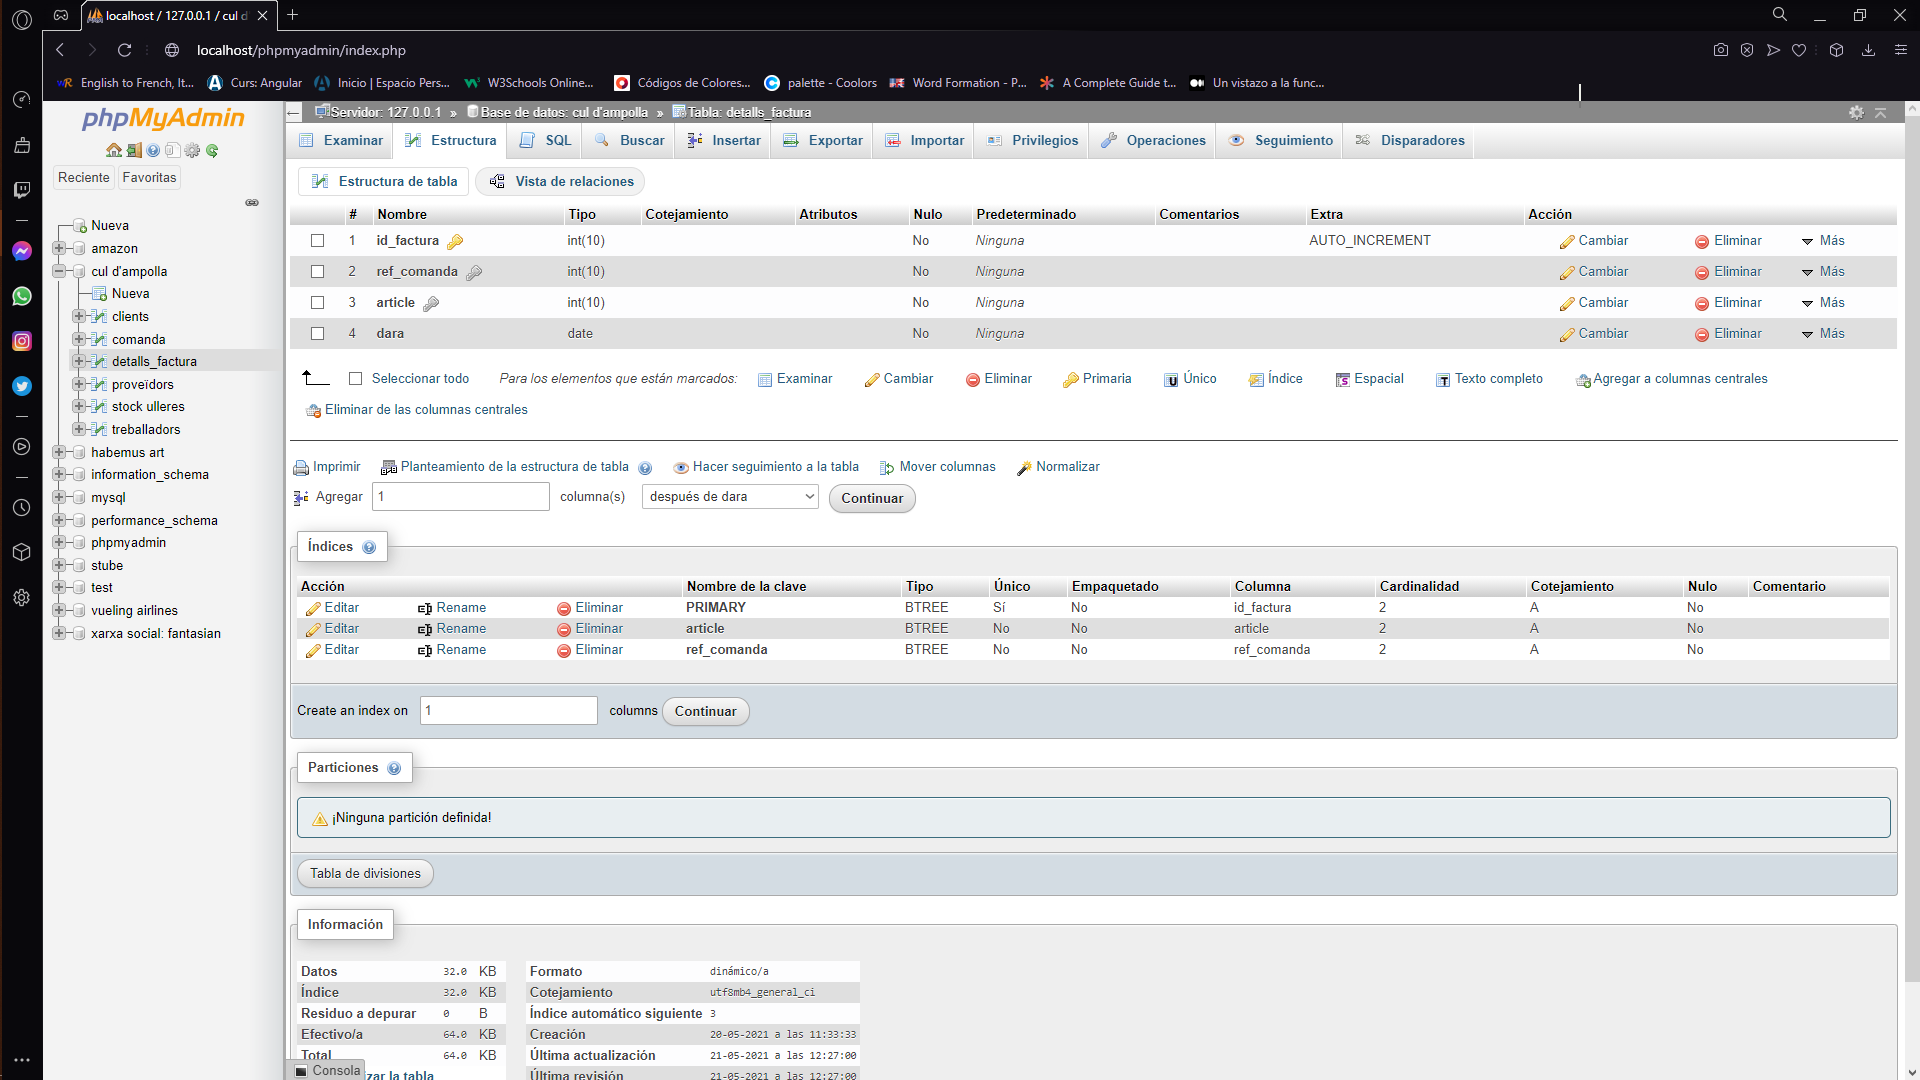 localhost / 127.0.0.1 / cul d
localhost/phpmyadmin/index.php
English to French, It... Curs: Angular Inicio | Espacio Pers... W3Schools Online... Códigos de Colores... palette - Coolors Word Formation - P... A Complete Guide t... Un vistazo a la func...
phpMyAdmin
Reciente Favoritas
Nueva
amazon
cul d'ampolla
Nueva
clients
comanda
detalls_factura
proveïdors
stock ulleres
treballadors
habemus art
information_schema
mysql
performance_schema
phpmyadmin
stube
test
vueling airlines
xarxa social: fantasian
Servidor: 127.0.0.1 » Base de datos: cul d'ampolla » Tabla: detalls_factura
Examinar Estructura SQL Buscar Insertar Exportar Importar Privilegios Operaciones Seguimiento Disparadores
Estructura de tabla Vista de relaciones
# Nombre Tipo Cotejamiento Atributos Nulo Predeterminado Comentarios Extra Acción
1 id_factura int(10) No Ninguna AUTO_INCREMENT Cambiar Eliminar Más
2 ref_comanda int(10) No Ninguna Cambiar Eliminar Más
3 article int(10) No Ninguna Cambiar Eliminar Más
4 dara date No Ninguna Cambiar Eliminar Más
Seleccionar todo Para los elementos que están marcados: Examinar Cambiar Eliminar Primaria Único Índice Espacial Texto completo Agregar a columnas centrales
Eliminar de las columnas centrales
Imprimir Planteamiento de la estructura de tabla Hacer seguimiento a la tabla Mover columnas Normalizar
Agregar 1 columna(s) después de dara Continuar
Índices
Acción Nombre de la clave Tipo Único Empaquetado Columna Cardinalidad Cotejamiento Nulo Comentario
Editar Rename Eliminar PRIMARY BTREE Sí No id_factura 2 A No
Editar Rename Eliminar article BTREE No No article 2 A No
Editar Rename Eliminar ref_comanda BTREE No No ref_comanda 2 A No
Create an index on 1 columns Continuar
Particiones
¡Ninguna partición definida!
Tabla de divisiones
Información
Datos 32.0 KB
Índice 32.0 KB
Residuo a depurar 0 B
Efectivo/a 64.0 KB
Total 64.0 KB
zar la tabla
Formato dinámico/a
Cotejamiento utf8mb4_general_ci
Índice automático siguiente 3
Creación 20-05-2021 a las 11:33:33
Última actualización 21-05-2021 a las 12:27:00
Última revisión 21-05-2021 a las 12:27:00
Consola